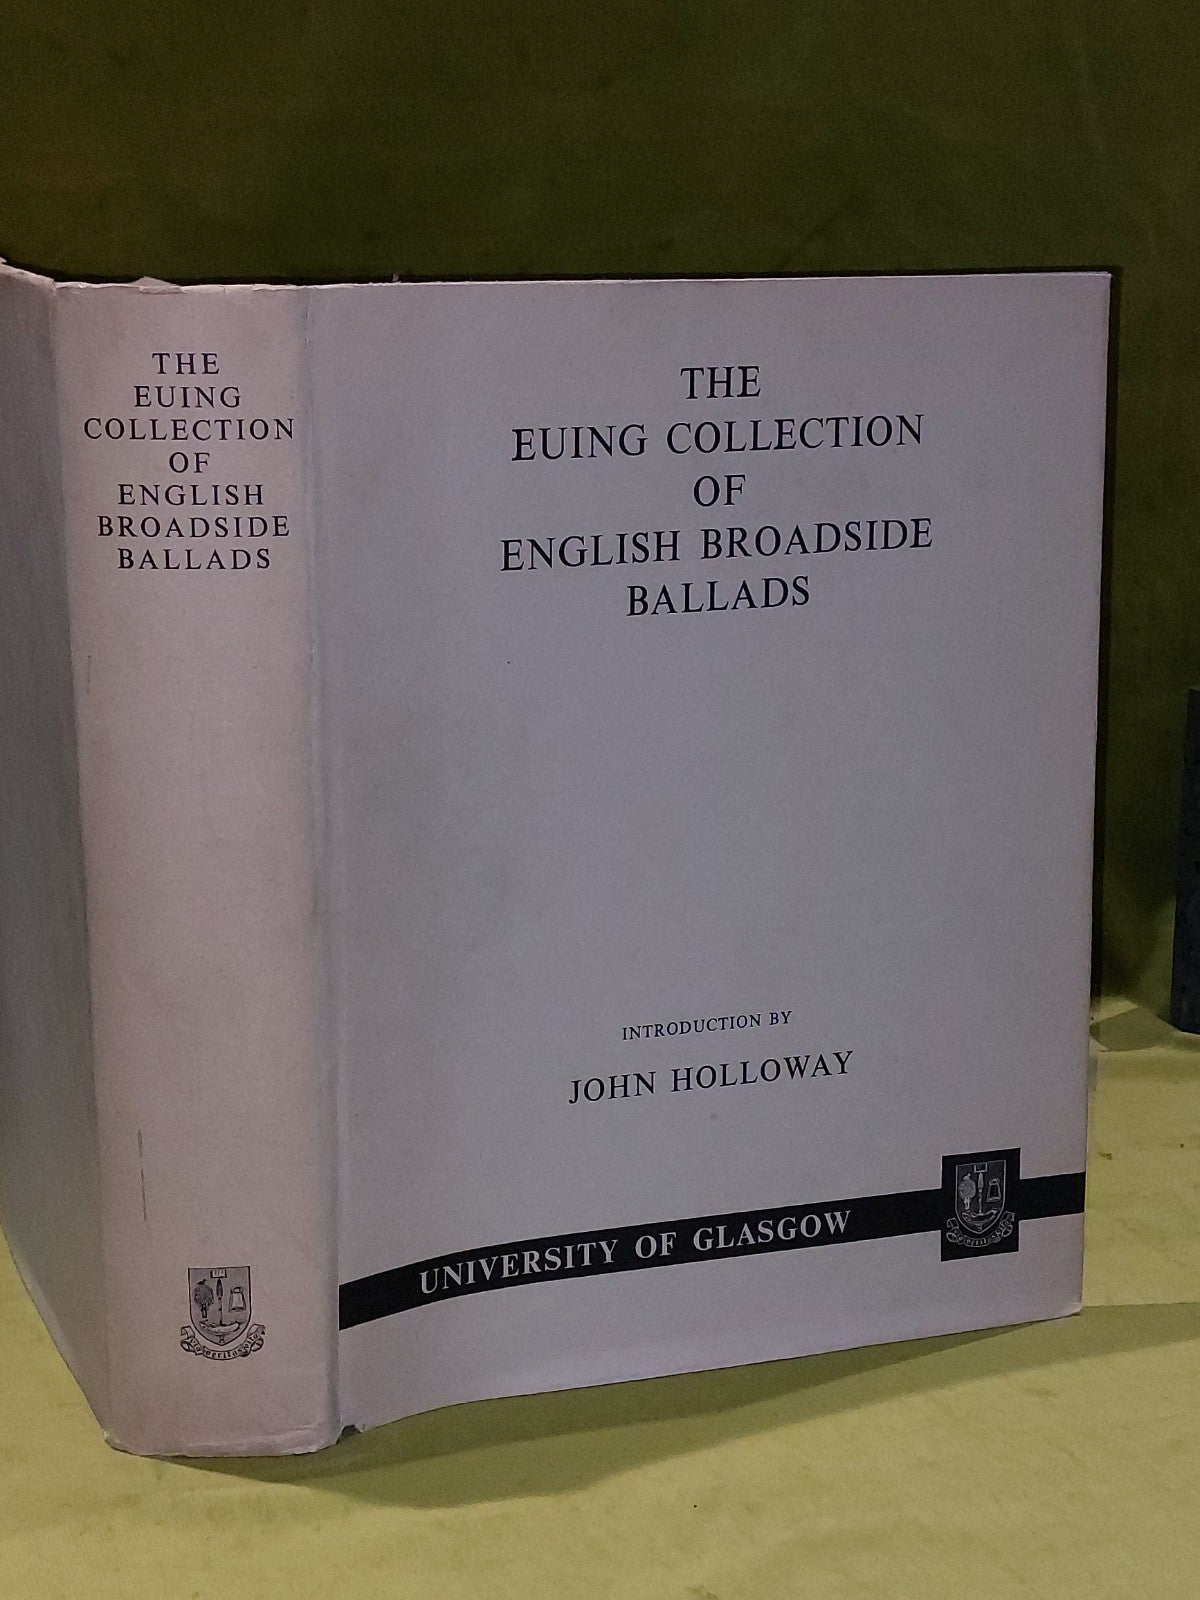 THE
EUING
COLLECTION
OF
ENGLISH
BROADSIDE
BALLADS
THE
EUING COLLECTION
OF
ENGLISH BROADSIDE
BALLADS
INTRODUCTION BY
JOHN HOLLOWAY
UNIVERSITY OF GLASGOW